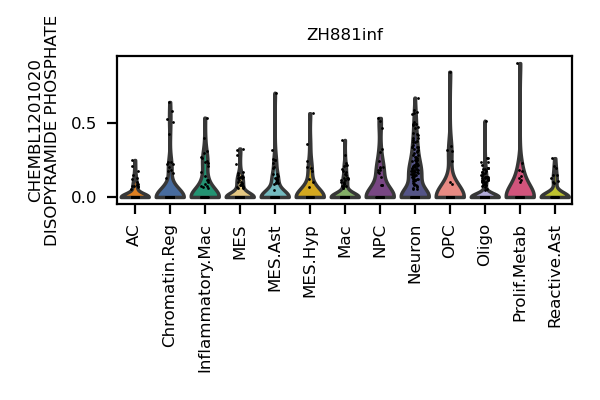 ZH881inf
CHEMBL1201020
DISOPYRAMIDE PHOSPHATE
0.5
0.0
AC
Chromatin.Reg
Inflammatory.Mac
MES
MES.Ast
MES.Hyp
Mac
NPC
Neuron
OPC
Oligo
Prolif.Metab
Reactive.Ast